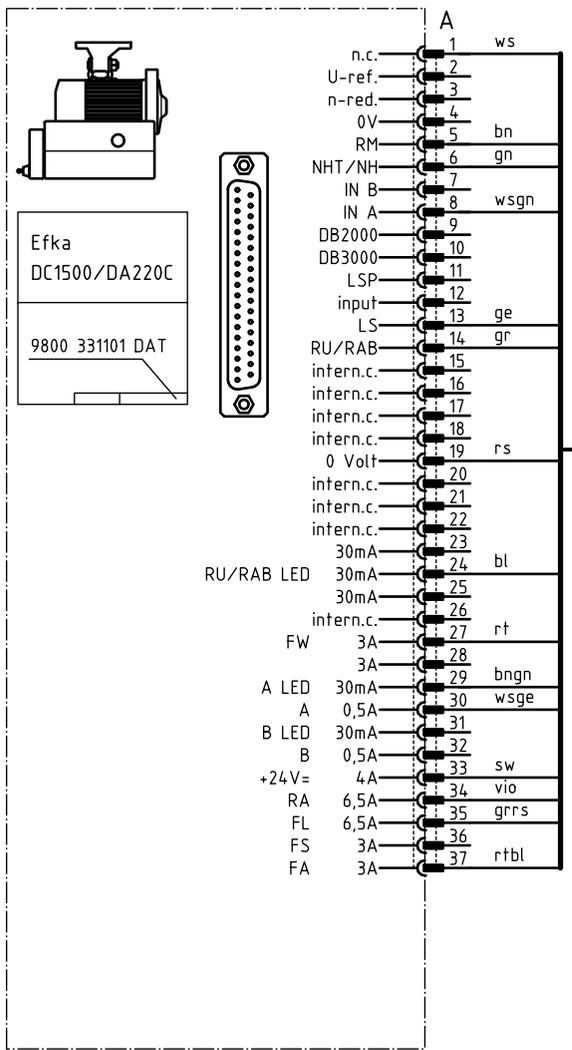 A
n.c. 1 ws
U-ref. 2
n-red. 3
0V 4
RM 5 bn
NHT/NH 6 gn
IN B 7
IN A 8 wsgn
DB2000 9
DB3000 10
LSP 11
input 12
LS 13 ge
RU/RAB 14 gr
intern.c. 15
intern.c. 16
intern.c. 17
intern.c. 18
0 Volt 19 rs
intern.c. 20
intern.c. 21
intern.c. 22
30mA 23
RU/RAB LED 30mA 24 bl
30mA 25
intern.c. 26
FW 3A 27 rt
3A 28
A LED 30mA 29 bngn
A 0,5A 30 wsge
B LED 30mA 31
B 0,5A 32
+24V= 4A 33 sw
RA 6,5A 34 vio
FL 6,5A 35 grrs
FS 3A 36
FA 3A 37 rtbl
Efka
DC1500/DA220C
9800 331101 DAT